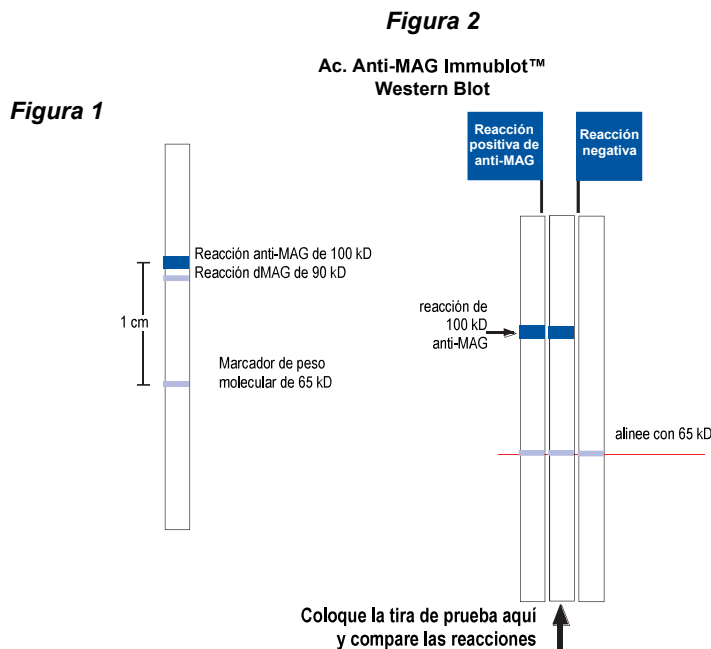 Figura 2
Ac. Anti-MAG Immublot™
Western Blot
Figura 1
Reacción
positiva de
anti-MAG
Reacción
negativa
Reacción anti-MAG de 100 kD
Reacción dMAG de 90 kD
1 cm
Marcador de peso
molecular de 65 kD
reacción de
100 kD
anti-MAG
alinee con 65 kD
Coloque la tira de prueba aquí
y compare las reacciones